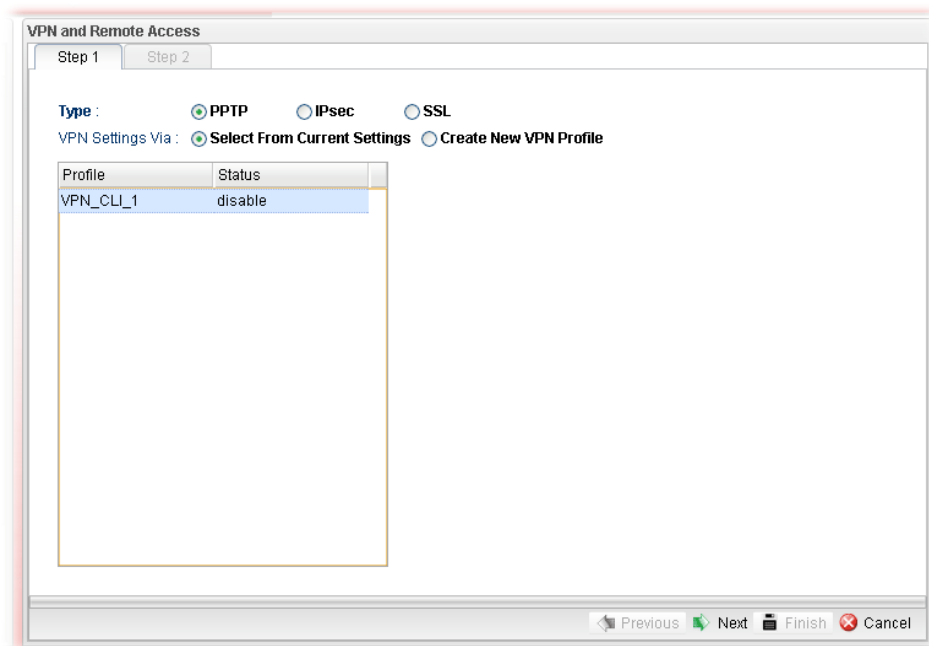 VPN and Remote Access
Step 1 Step 2
Type : PPTP IPsec SSL
VPN Settings Via : Select From Current Settings Create New VPN Profile
Profile Status
VPN_CLI_1 disable
Previous Next Finish Cancel